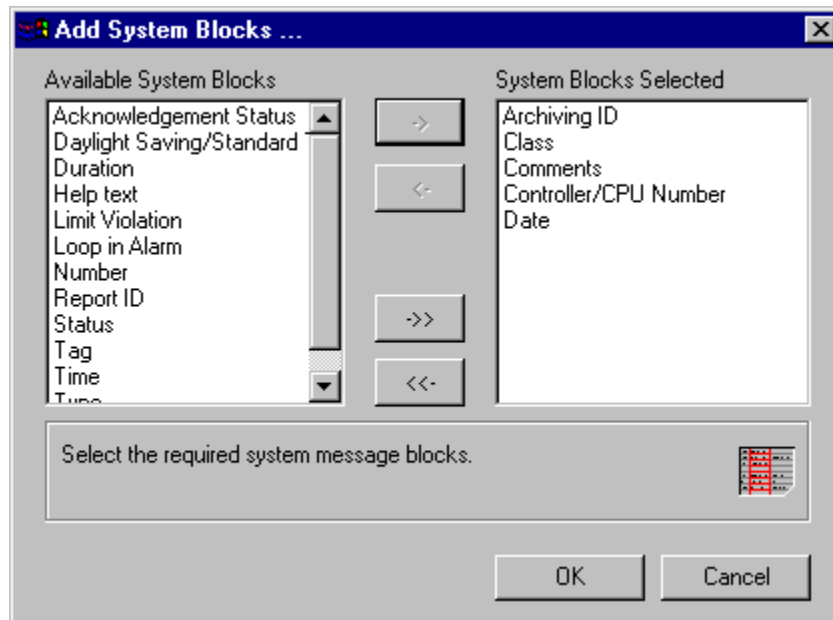 Add System Blocks ...
Available System Blocks
Acknowledgement Status
Daylight Saving/Standard
Duration
Help text
Limit Violation
Loop in Alarm
Number
Report ID
Status
Tag
Time
Type
->
<-
->>
<<-
System Blocks Selected
Archiving ID
Class
Comments
Controller/CPU Number
Date
Select the required system message blocks.
OK
Cancel